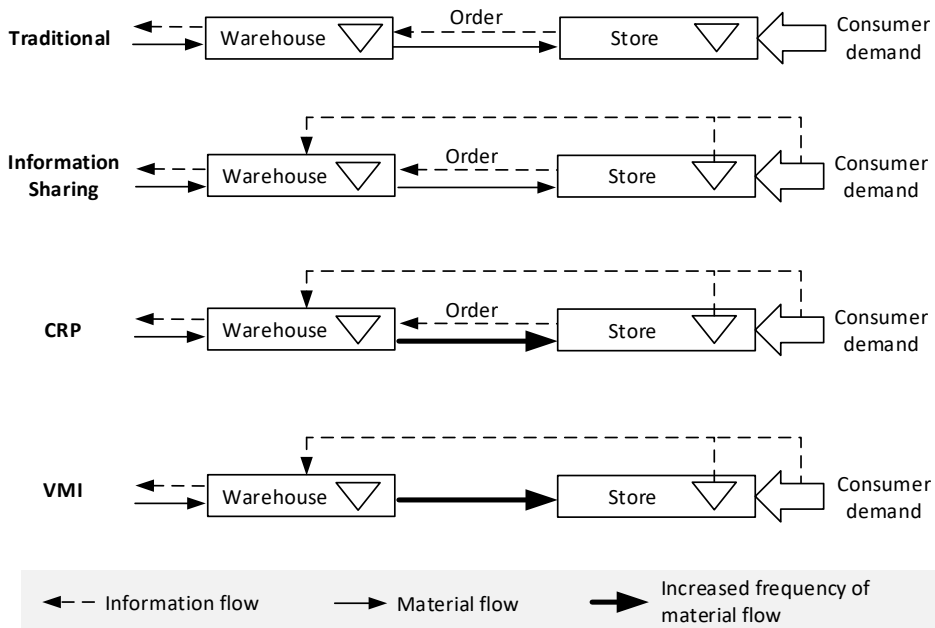 Traditional
Warehouse
Order
Store
Consumer
demand
Information
Sharing
Warehouse
Order
Store
Consumer
demand
CRP
Warehouse
Order
Store
Consumer
demand
VMI
Warehouse
Store
Consumer
demand
Information flow
Material flow
Increased frequency of
material flow